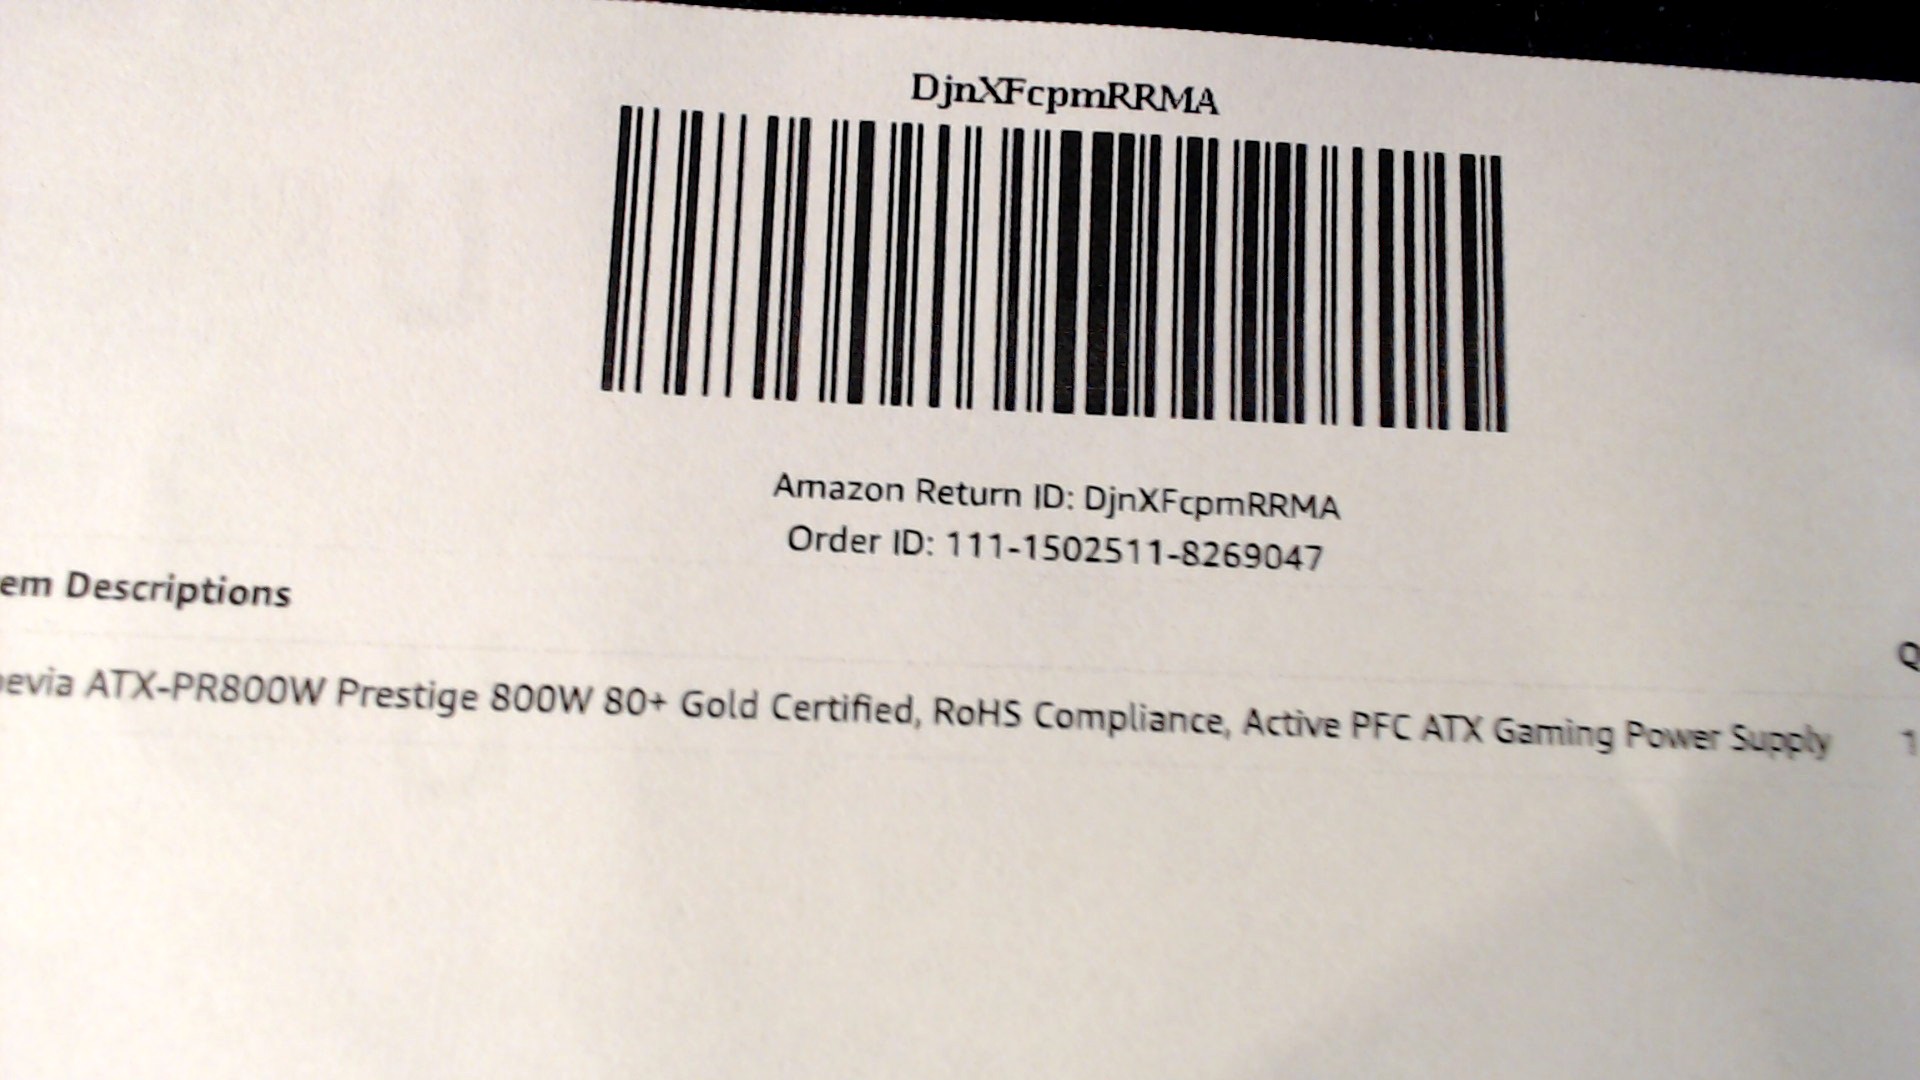 DjnXFcpmRRMA
Amazon Return ID: DjnXFcpmRRMA
Order ID: 111-1502511-8269047
em Descriptions
Q
evia ATX-PR800W Prestige 800W 80+ Gold Certified, RoHS Compliance, Active PFC ATX Gaming Power Supply
1